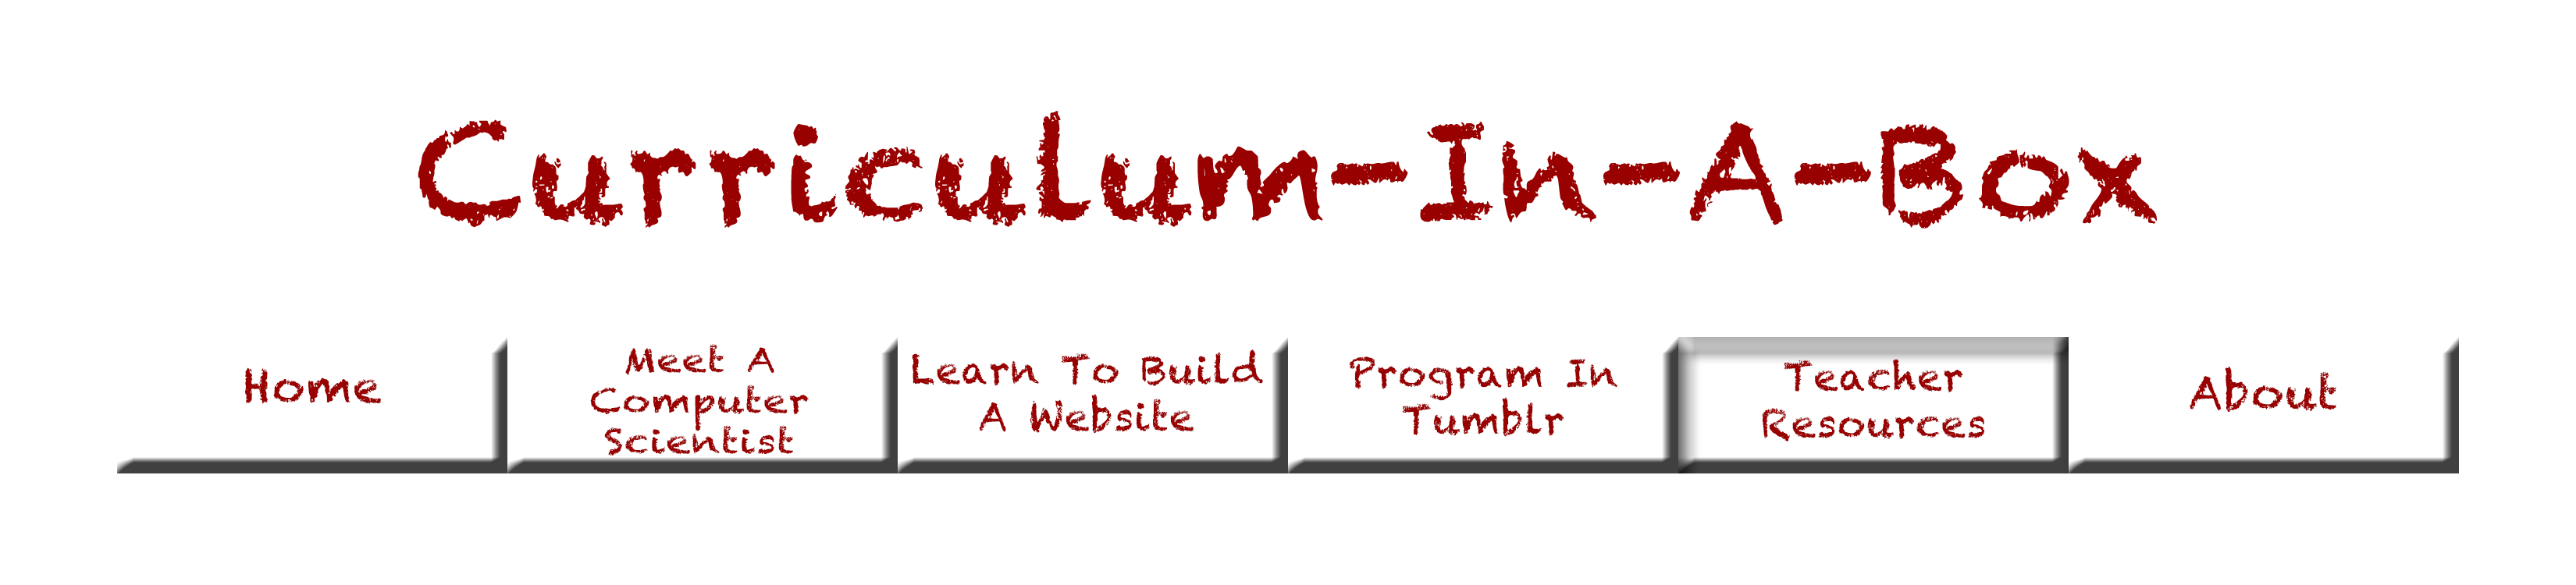 Curriculum-In-A-Box
Home
Meet A
Computer
Scientist
Learn To Build
A Website
Program In
Tumblr
Teacher
Resources
About